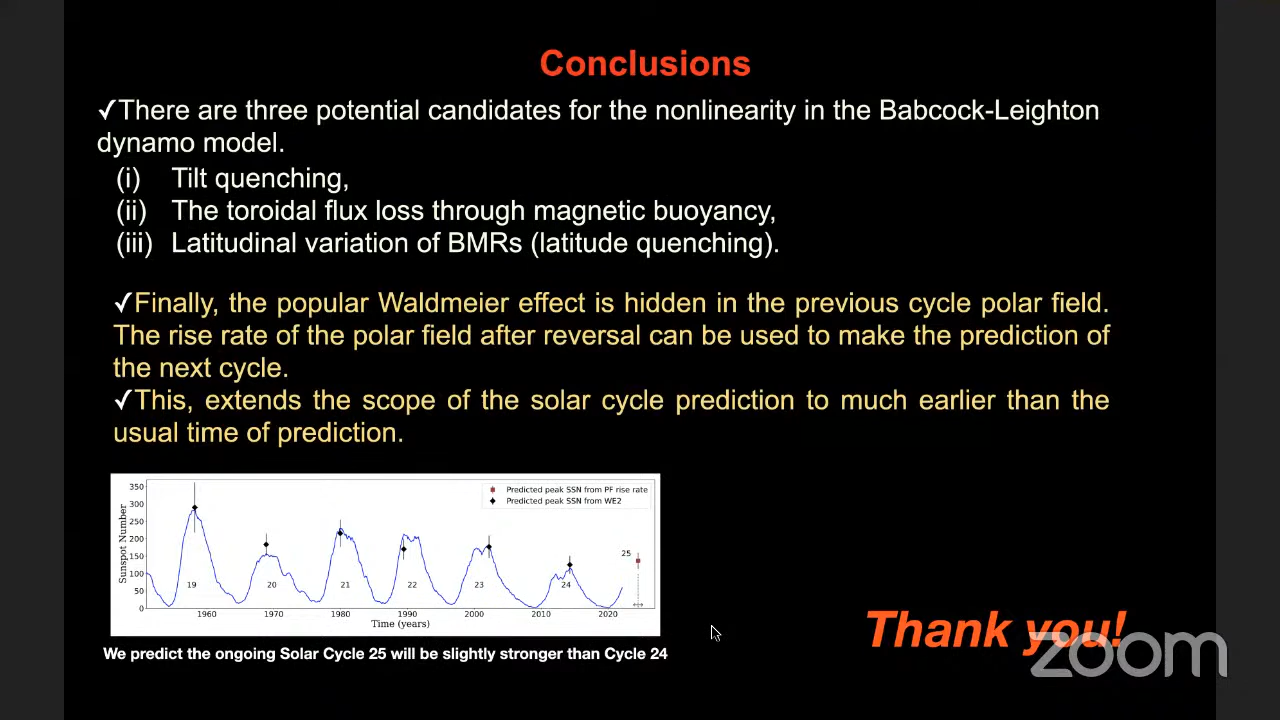 Conclusions
✓There are three potential candidates for the nonlinearity in the Babcock-Leighton
dynamo model.
(i) Tilt quenching,
(ii) The toroidal flux loss through magnetic buoyancy,
(iii) Latitudinal variation of BMRs (latitude quenching).
✓Finally, the popular Waldmeier effect is hidden in the previous cycle polar field.
The rise rate of the polar field after reversal can be used to make the prediction of
the next cycle.
✓This, extends the scope of the solar cycle prediction to much earlier than the
usual time of prediction.
Sunspot Number
350
300
250
200
150
100
50
0
Predicted peak SSN from PF rise rate
Predicted peak SSN from WE2
19
20
21
22
23
24
25
1960 1970 1980 1990 2000 2010 2020
Time (years)
We predict the ongoing Solar Cycle 25 will be slightly stronger than Cycle 24
Thank you!
zoom